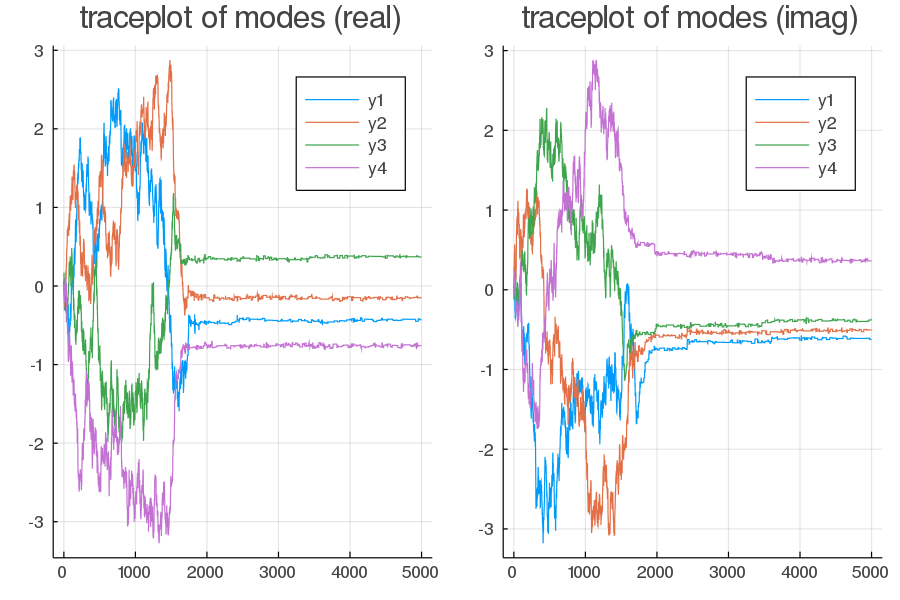 traceplot of modes (real)
3
2
1
0
-1
-2
-3
0 1000 2000 3000 4000 5000
y1
y2
y3
y4
traceplot of modes (imag)
3
2
1
0
-1
-2
-3
0 1000 2000 3000 4000 5000
y1
y2
y3
y4